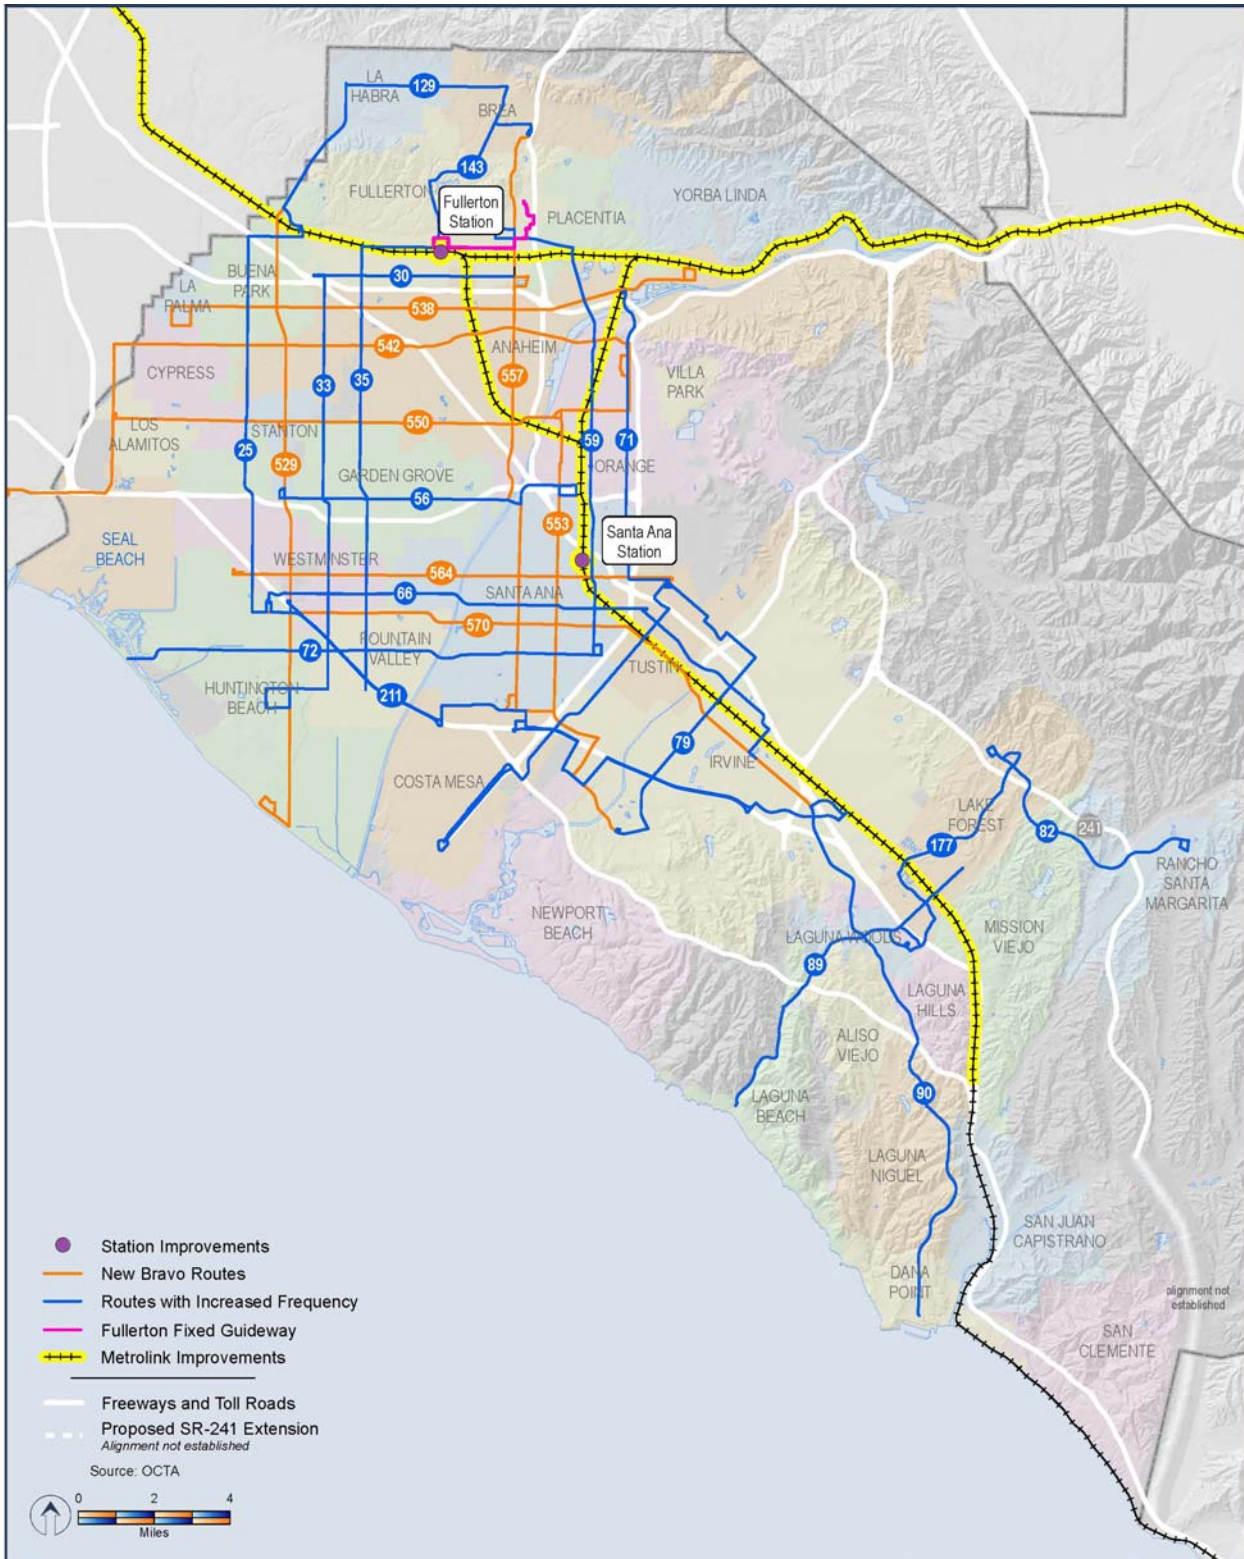 LA
HABRA
129
BREA
143
FULLERTON
Fullerton
Station
PLACENTIA
YORBA LINDA
BUENA
PARK
30
LA
PALMA
538
542
ANAHEIM
CYPRESS
33
35
557
VILLA
PARK
LOS
ALAMITOS
STANTON
550
25
529
59
71
ORANGE
GARDEN GROVE
56
553
Santa Ana
Station
SEAL
BEACH
WESTMINSTER
564
66
SANTA ANA
570
FOUNTAIN
VALLEY
72
TUSTIN
HUNTINGTON
BEACH
211
79
IRVINE
COSTA MESA
LAKE
FOREST
82
241
177
RANCHO
SANTA
MARGARITA
NEWPORT
BEACH
MISSION
VIEJO
LAGUNA WOODS
89
LAGUNA
HILLS
ALISO
VIEJO
LAGUNA
BEACH
90
LAGUNA
NIGUEL
SAN JUAN
CAPISTRANO
DANA
POINT
alignment not
established
SAN
CLEMENTE
Station Improvements
New Bravo Routes
Routes with Increased Frequency
Fullerton Fixed Guideway
Metrolink Improvements
Freeways and Toll Roads
Proposed SR-241 Extension
Alignment not established
Source: OCTA
0 2 4
Miles